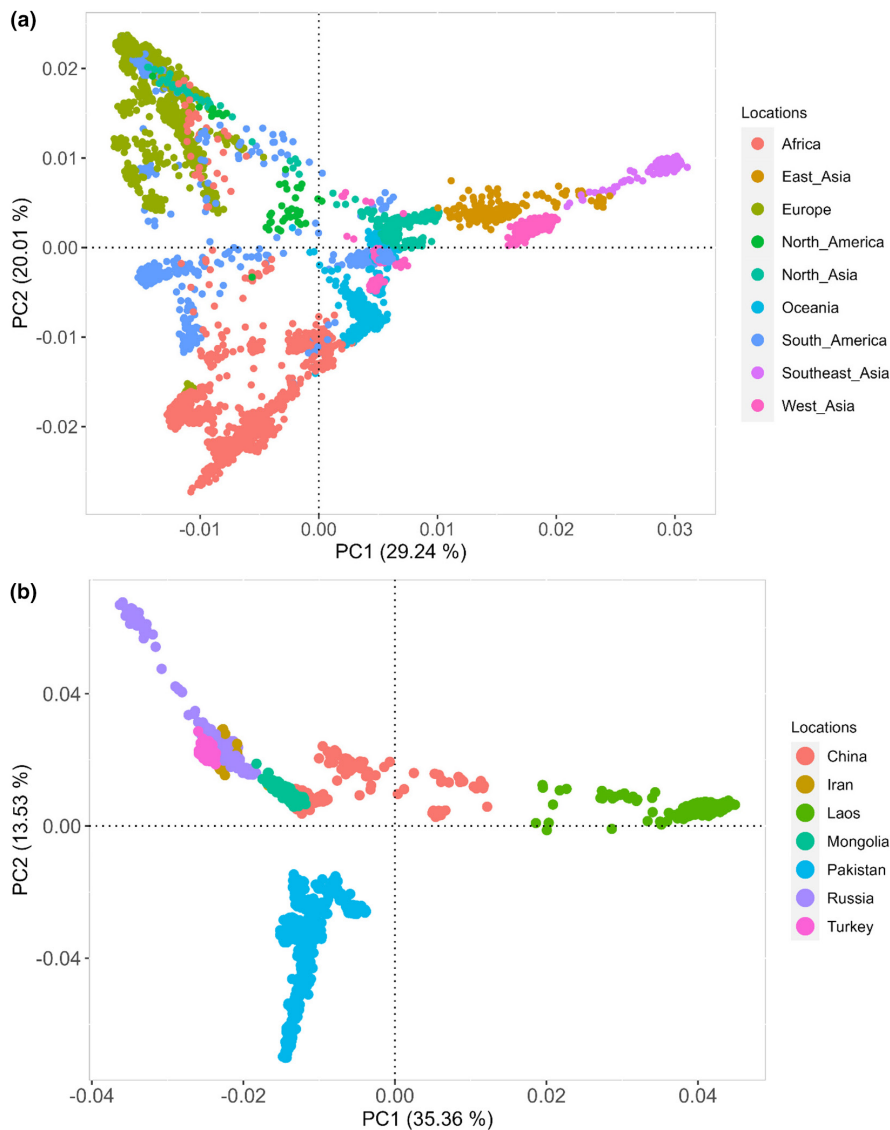 (a)
0.02
0.01
0.00
-0.01
-0.02
PC2 (20.01 %)
-0.01
0.00
0.01
0.02
0.03
PC1 (29.24 %)
Locations
Africa
East_Asia
Europe
North_America
North_Asia
Oceania
South_America
Southeast_Asia
West_Asia
(b)
0.04
0.00
-0.04
PC2 (13.53 %)
-0.04
-0.02
0.00
0.02
0.04
PC1 (35.36 %)
Locations
China
Iran
Laos
Mongolia
Pakistan
Russia
Turkey